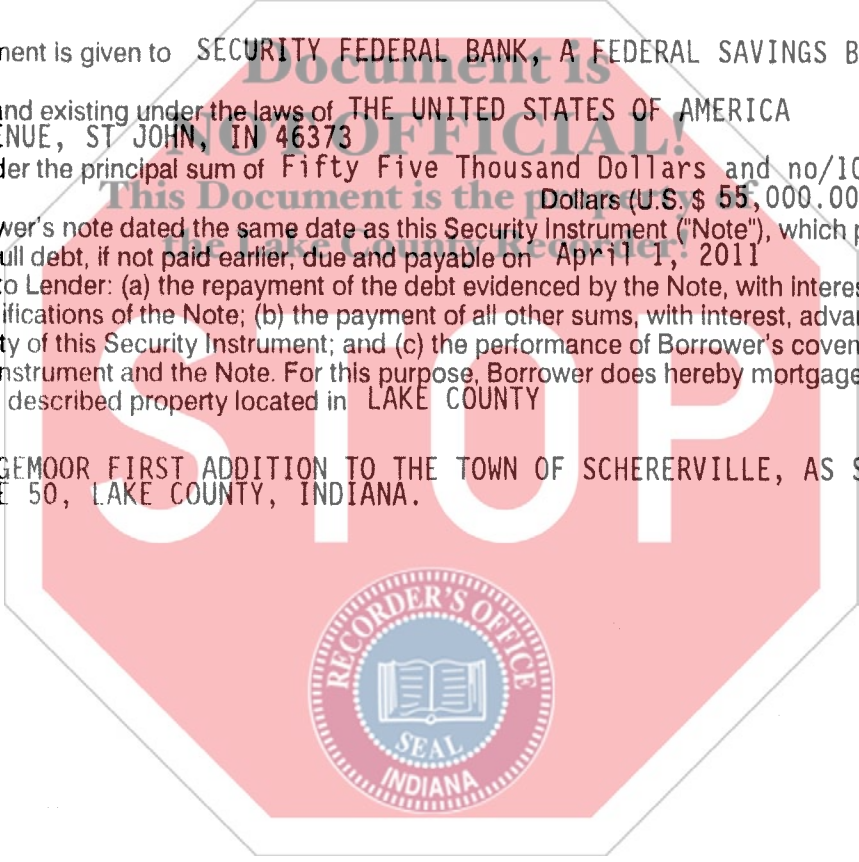 nent is given to SECURITY FEDERAL BANK, A FEDERAL SAVINGS B
Document is
nd existing under the laws of THE UNITED STATES OF AMERICA
NOT OFFICIAL!
ENUE, ST JOHN, IN 46373
der the principal sum of Fifty Five Thousand Dollars and no/10
This Document is the property of
Dollars (U.S. $ 55,000.00
wer's note dated the same date as this Security Instrument ("Note"), which p
the Lake County Recorder!
ull debt, if not paid earlier, due and payable on April 1, 2011
to Lender: (a) the repayment of the debt evidenced by the Note, with interes
ifications of the Note; (b) the payment of all other sums, with interest, advan
ty of this Security Instrument; and (c) the performance of Borrower's coven
nstrument and the Note. For this purpose, Borrower does hereby mortgage
described property located in LAKE COUNTY
GEMOOR FIRST ADDITION TO THE TOWN OF SCHERERVILLE, AS S
E 50, LAKE COUNTY, INDIANA.
STOP
RECORDER'S OFFICE
SEAL
INDIANA